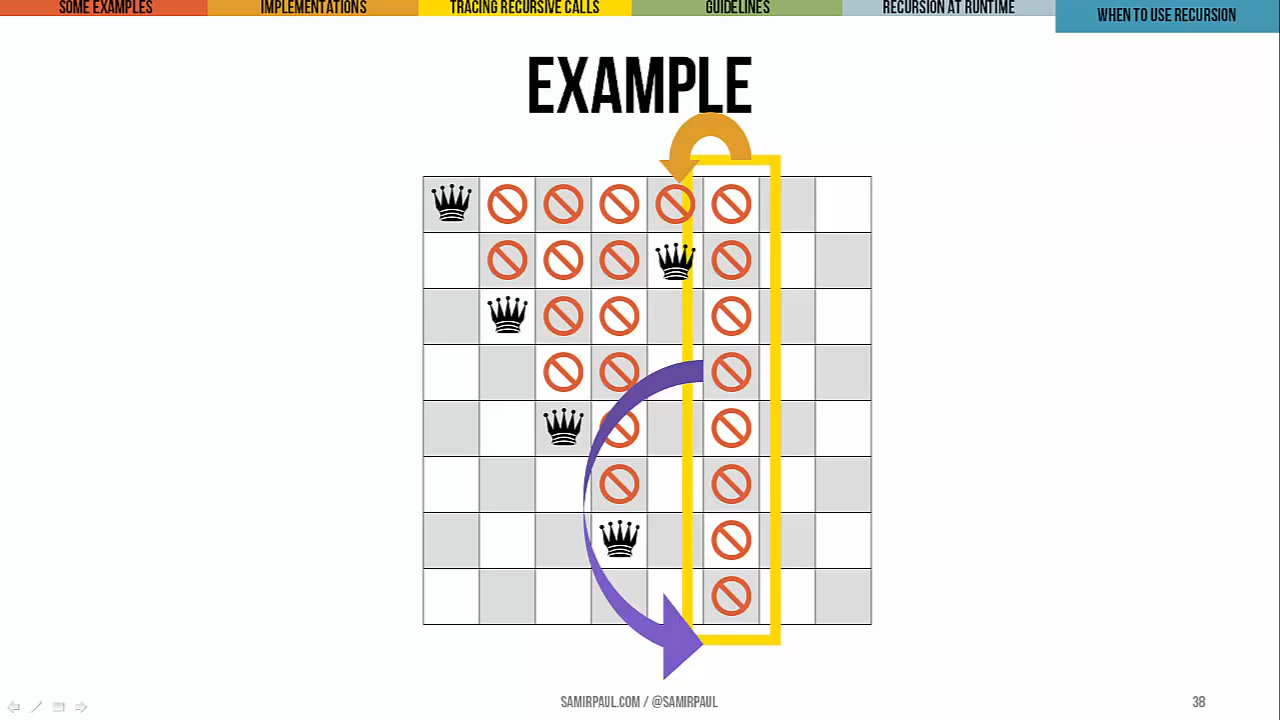 SOME EXAMPLES
IMPLEMENTATIONS
TRACING RECURSIVE CALLS
GUIDELINES
RECURSION AT RUNTIME
WHEN TO USE RECURSION
EXAMPLE
SAMIRPAUL.COM / @SAMIRPAUL
38